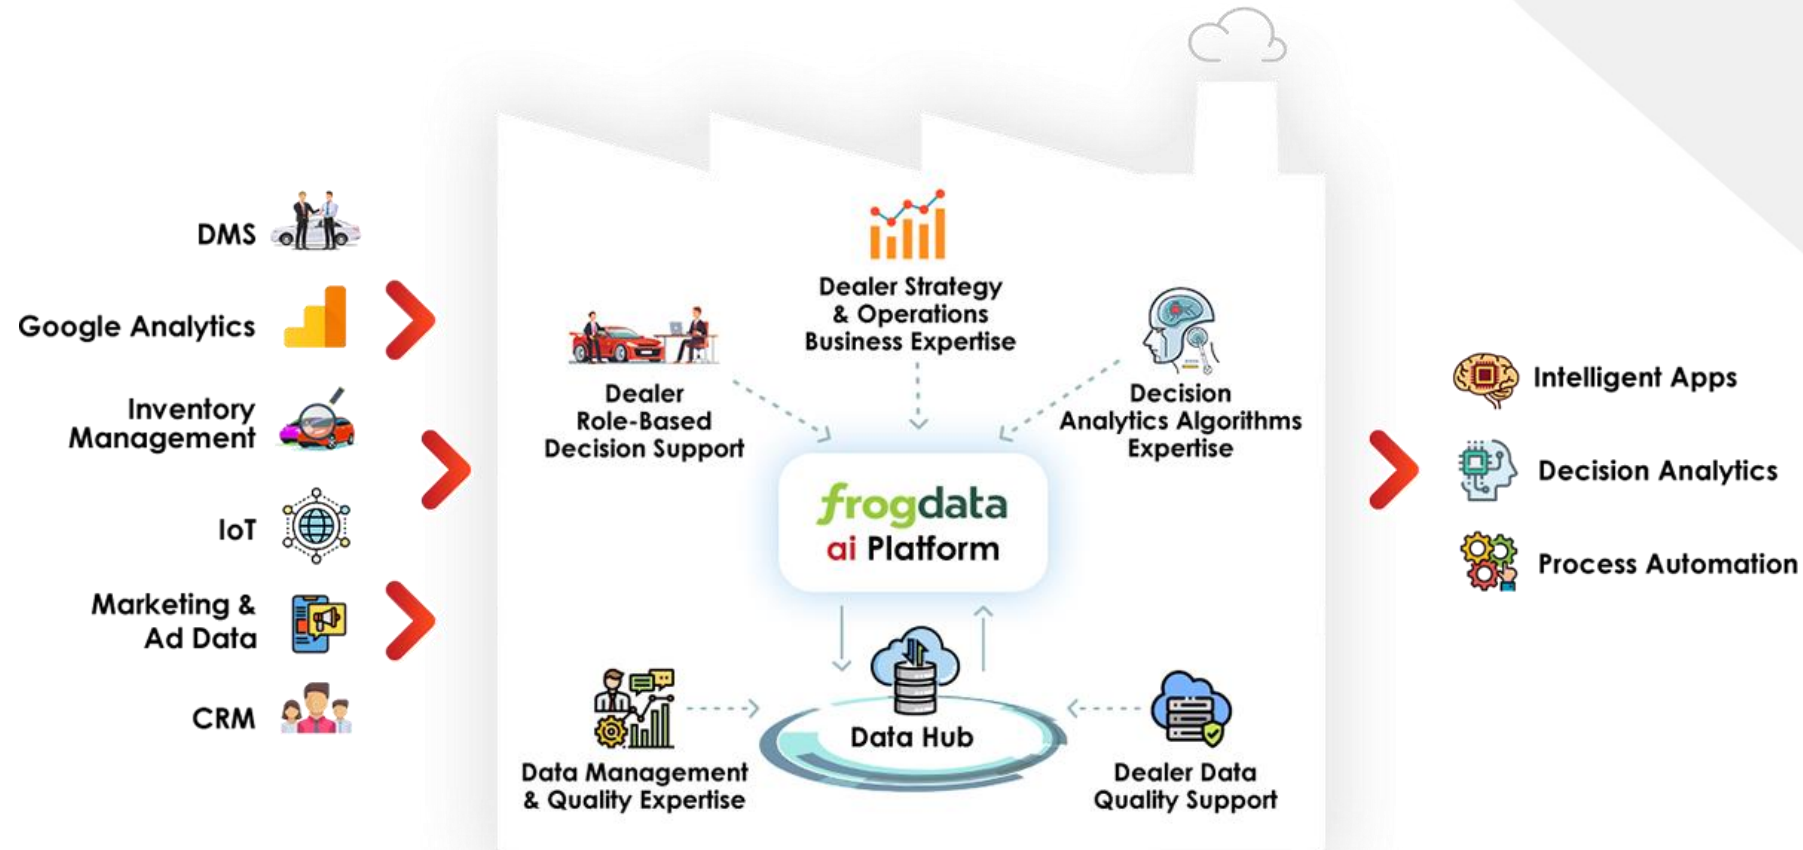 DMS
Google Analytics
Inventory
Management
IoT
Marketing &
Ad Data
CRM
Dealer Strategy
& Operations
Business Expertise
Dealer
Role-Based
Decision Support
Decision
Analytics Algorithms
Expertise
frogdata
ai Platform
Data Hub
Data Management
& Quality Expertise
Dealer Data
Quality Support
Intelligent Apps
Decision Analytics
Process Automation